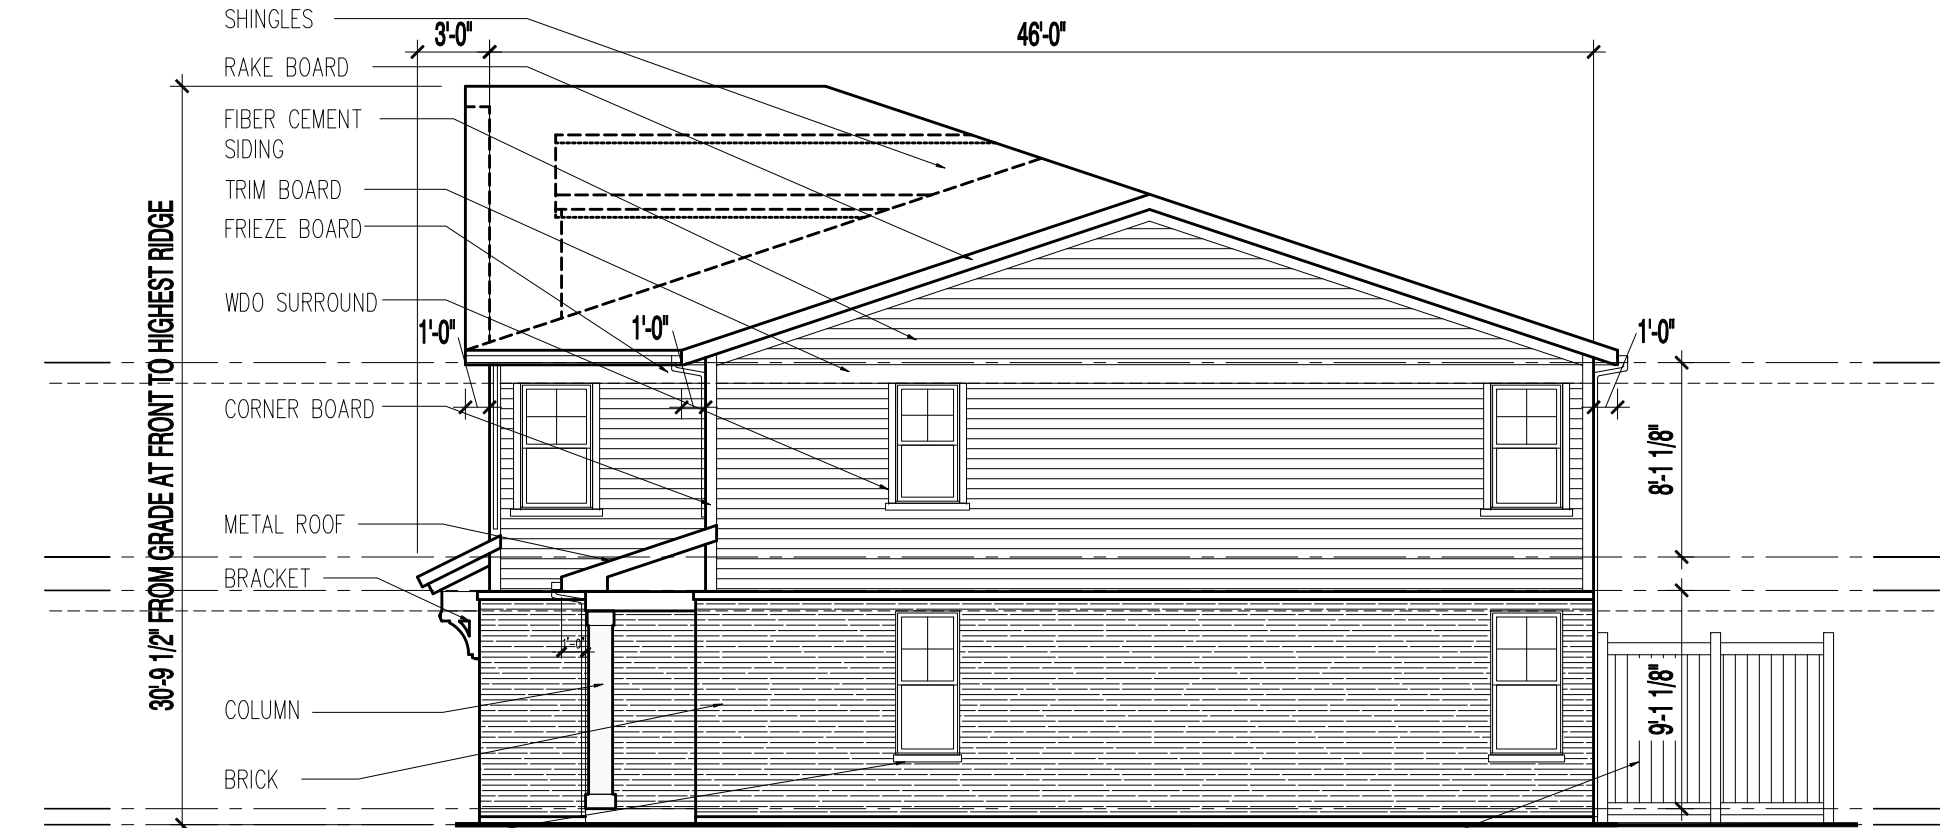 SHINGLES
3'-0"
46'-0"
RAKE BOARD
FIBER CEMENT
SIDING
TRIM BOARD
FRIEZE BOARD
WDO SURROUND
1'-0"
1'-0"
1'-0"
CORNER BOARD
8'-1 1/8"
METAL ROOF
BRACKET
30'-9 1/2" FROM GRADE AT FRONT TO HIGHEST RIDGE
1'-0"
COLUMN
9'-1 1/8"
BRICK